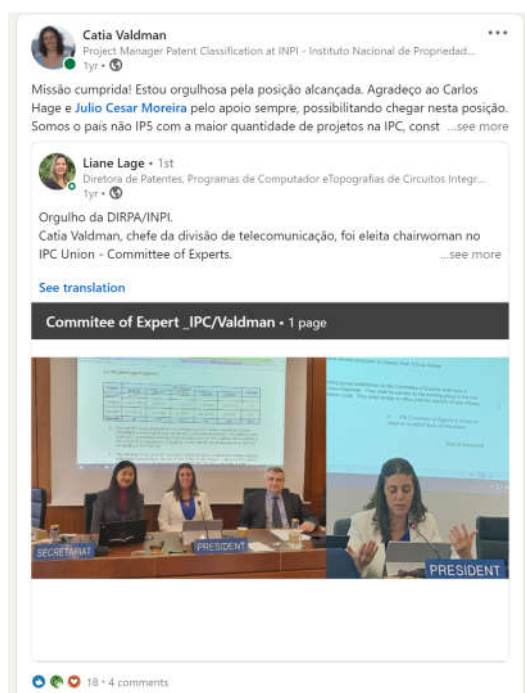 Catia Valdman
Project Manager Patent Classification at INPI - Instituto Nacional de Propriedad...
1yr •
Missão cumprida! Estou orgulhosa pela posição alcançada. Agradeço ao Carlos
Hage e Julio Cesar Moreira pelo apoio sempre, possibilitando chegar nesta posição.
Somos o país não IP5 com a maior quantidade de projetos na IPC, const ...see more
Liane Lage • 1st
Diretora de Patentes, Programas de Computador eTopografias de Circuitos Integr...
1yr •
Orgulho da DIRPA/INPI.
Catia Valdman, chefe da divisão de telecomunicação, foi eleita chairwoman no
IPC Union - Committee of Experts.
...see more
See translation
Commitee of Expert _IPC/Valdman • 1 page
SECRETARIAT
PRESIDENT
PRESIDENT
18 • 4 comments